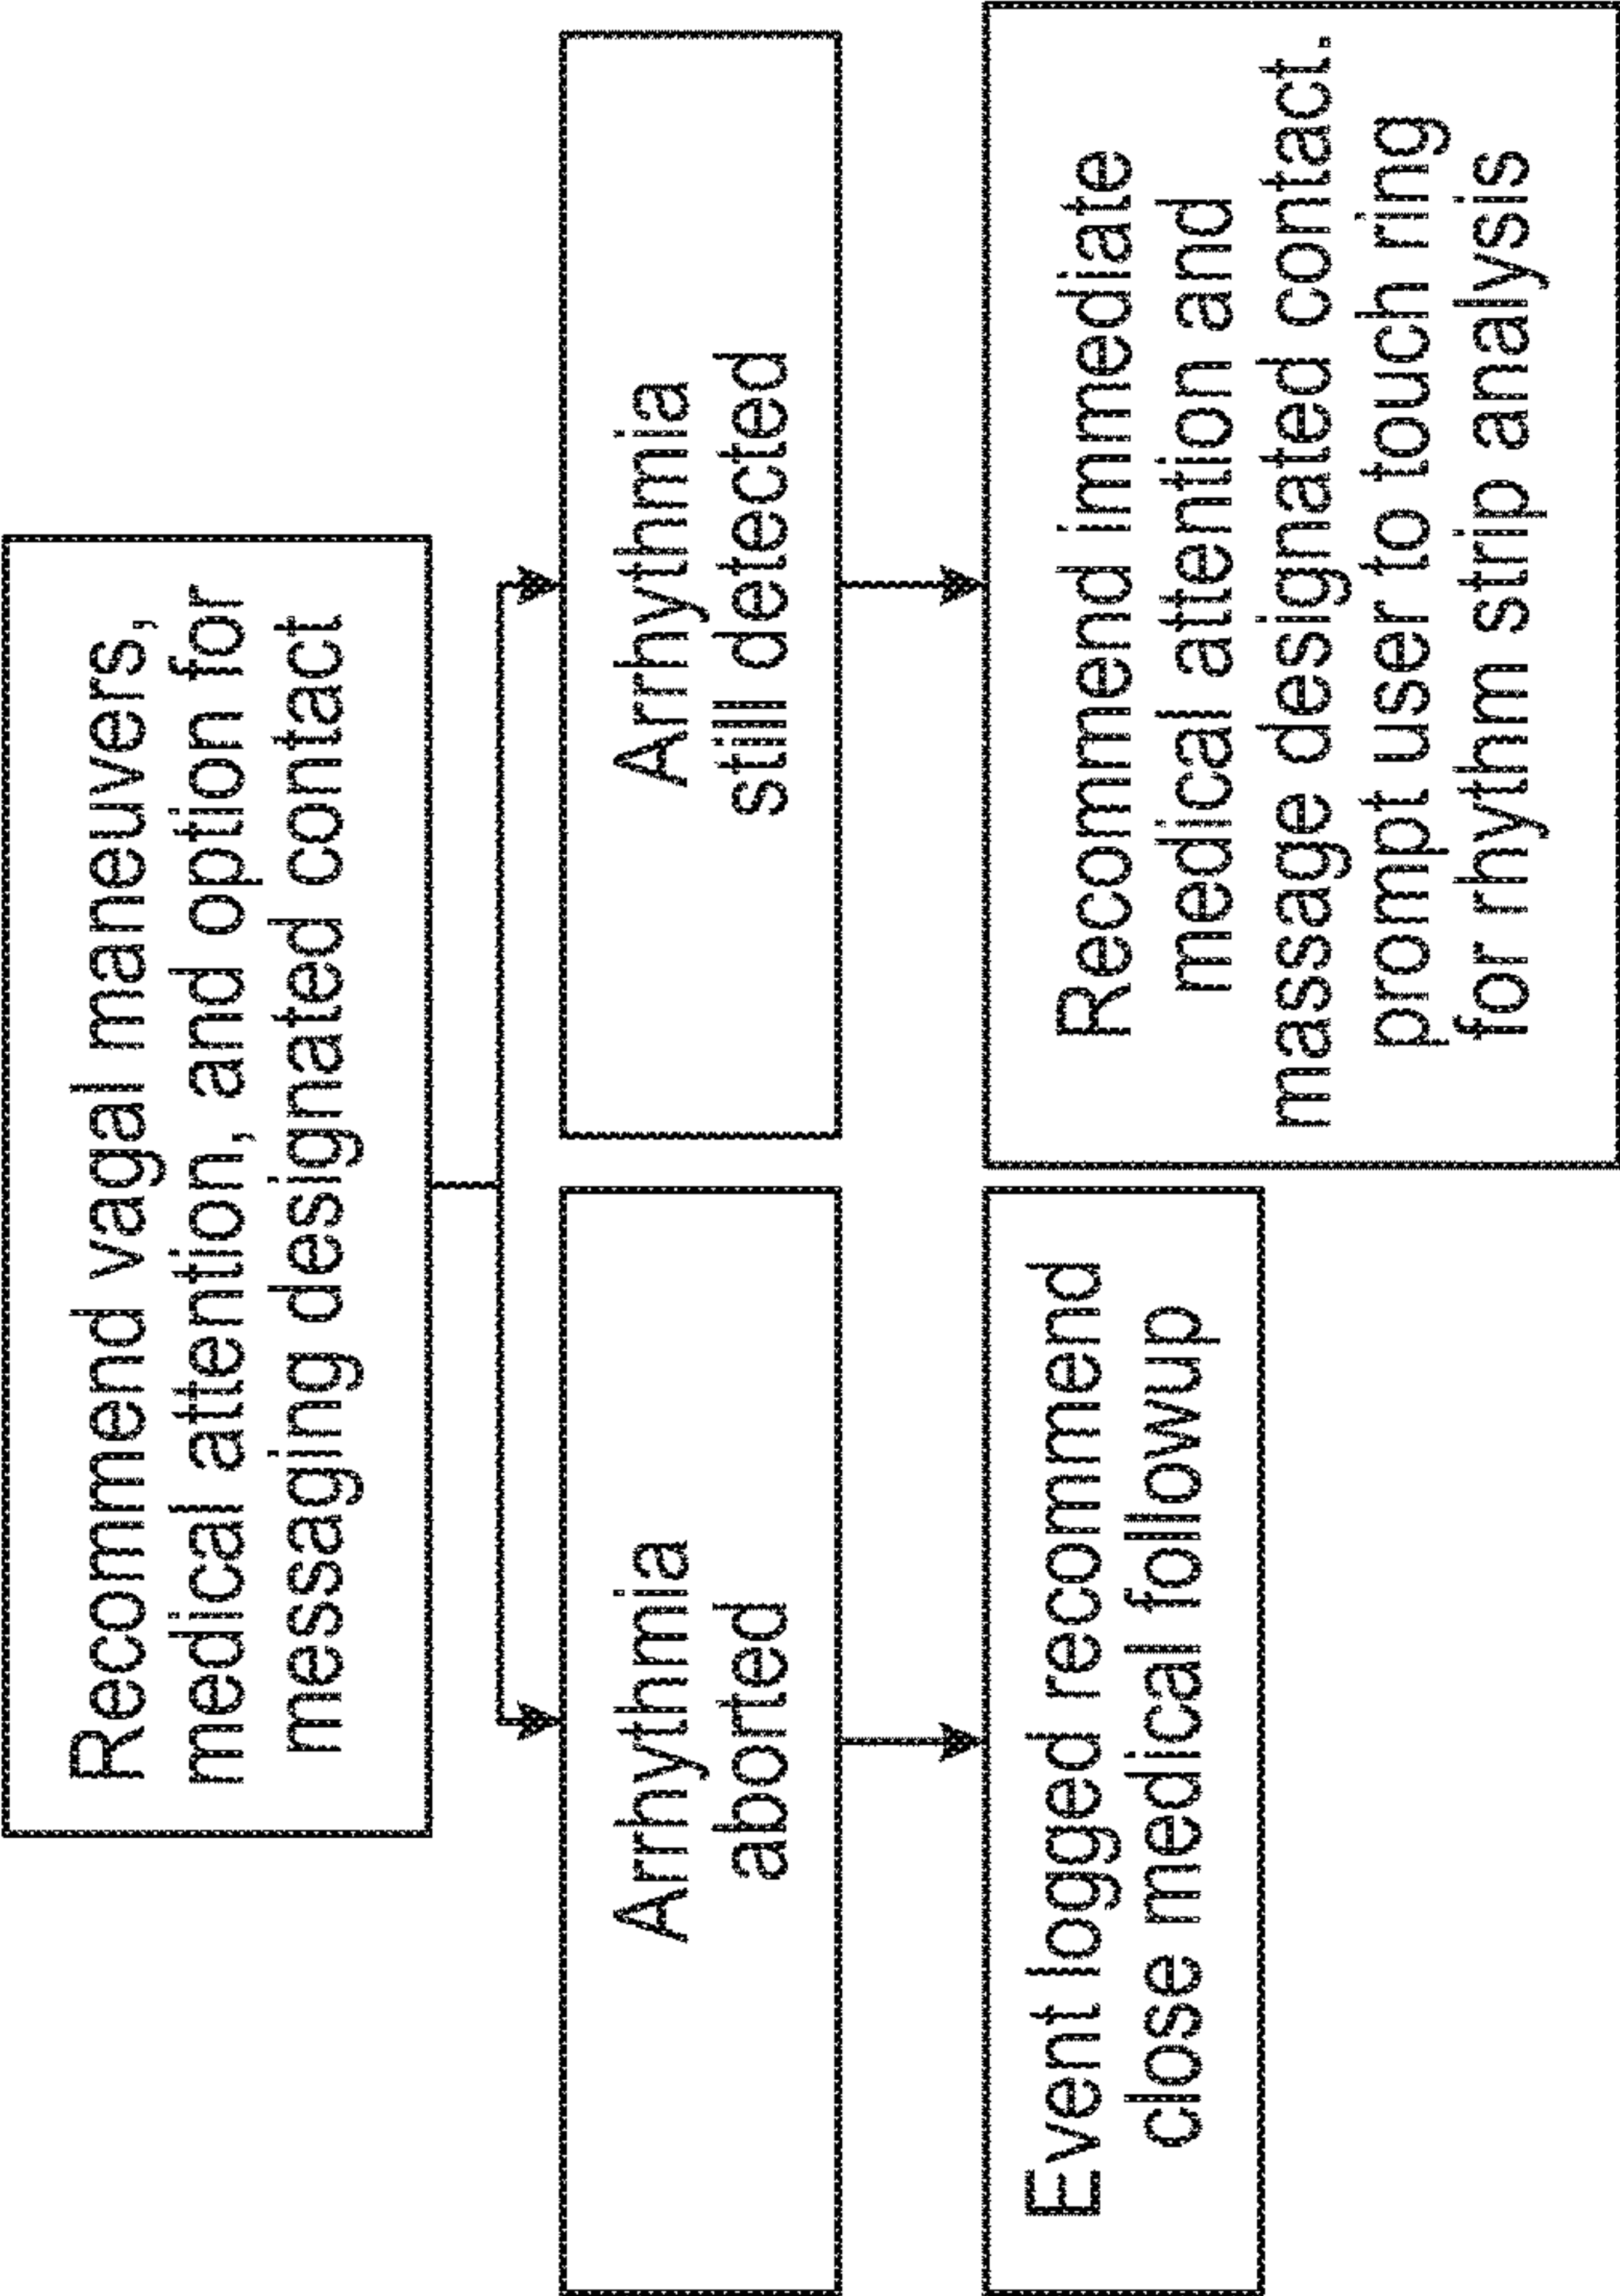 Recommend vagal maneuvers,
medical attention, and option for
messaging designated contact
Arrhythmia
aborted
Arrhythmia
still detected
Event logged recommend
close medical followup
Recommend immediate
medical attention and
massage designated contact.
prompt user to touch ring
for rhythm strip analysis